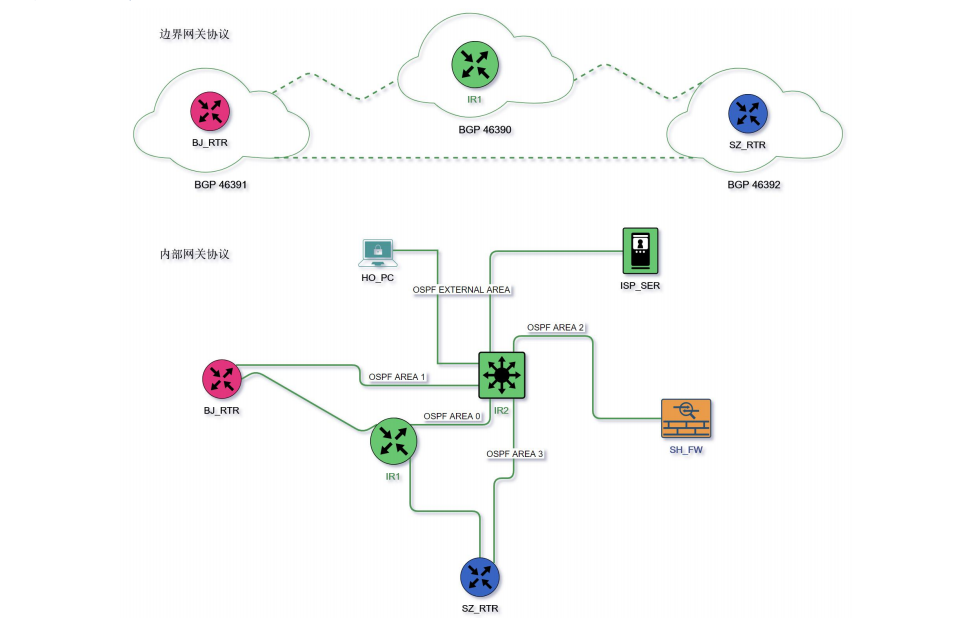 边界网关协议
IR1
BGP 46390
BJ_RTR
BGP 46391
SZ_RTR
BGP 46392
内部网关协议
HO_PC
ISP_SER
OSPF EXTERNAL AREA
OSPF AREA 2
OSPF AREA 1
BJ_RTR
OSPF AREA 0
IR2
SH_FW
OSPF AREA 3
IR1
SZ_RTR